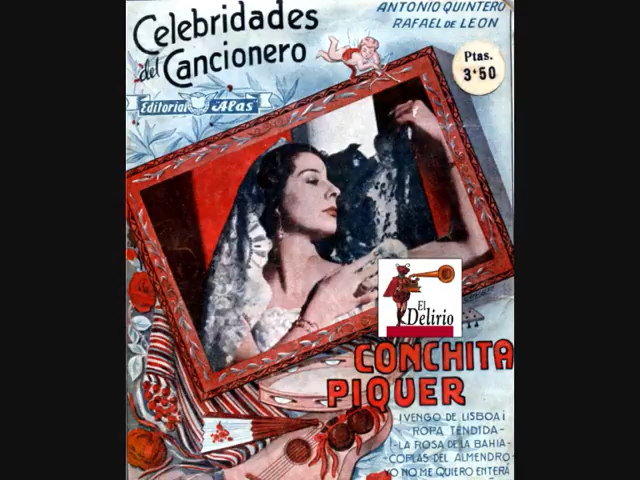 Celebridades
del Cancionero
ANTONIO QUINTERO
RAFAEL DE LEON
Ptas.
3'50
Editorial Alas
El
Delirio
CONCHITA
PIQUER
¡VENGO DE LISBOA¡
ROPA TENDIDA-
-LA ROSA DE LA BAHIA-
COPLAS DEL ALMENDRO
YO NO ME QUIERO ENTERÁ